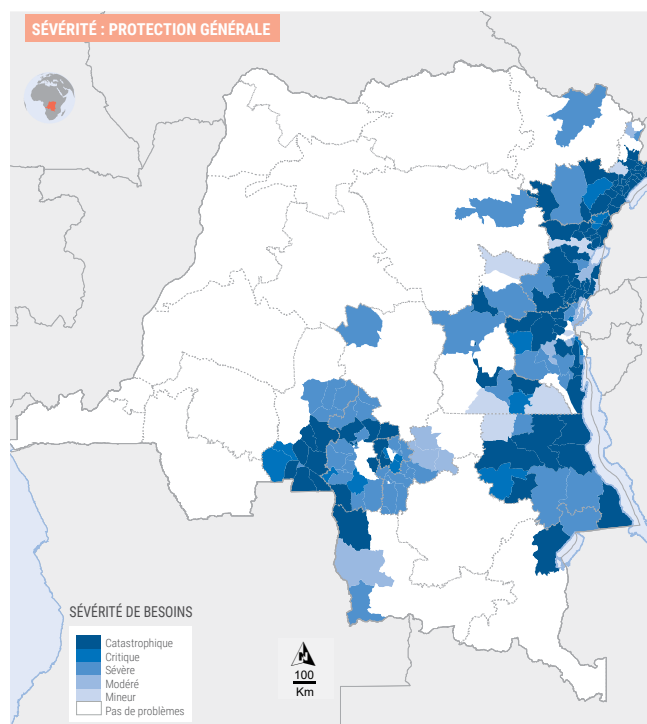 SÉVÉRITÉ : PROTECTION GÉNÉRALE
SÉVÉRITÉ DE BESOINS
Catastrophique
Critique
Sévère
Modéré
Mineur
Pas de problèmes
N
100
Km